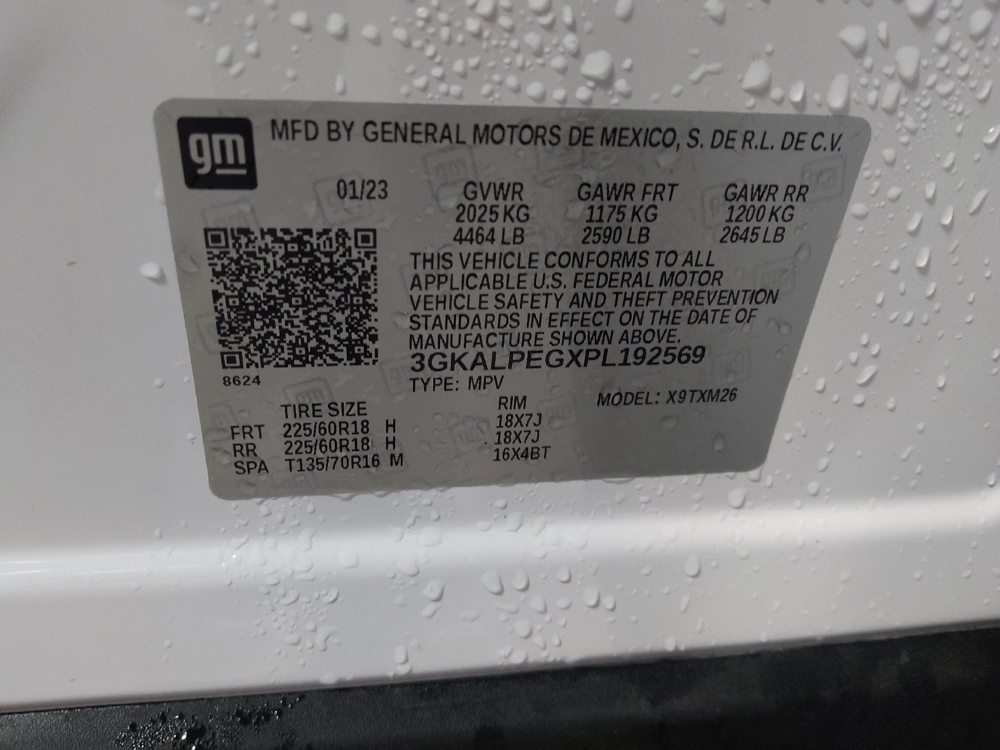 gm
MFD BY GENERAL MOTORS DE MEXICO, S. DE R.L. DE C.V.
01/23 GVWR GAWR FRT GAWR RR
2025 KG 1175 KG 1200 KG
4464 LB 2590 LB 2645 LB
THIS VEHICLE CONFORMS TO ALL
APPLICABLE U.S. FEDERAL MOTOR
VEHICLE SAFETY AND THEFT PREVENTION
STANDARDS IN EFFECT ON THE DATE OF
MANUFACTURE SHOWN ABOVE.
3GKALPEGXPL192569
8624
TYPE: MPV MODEL: X9TXM26
TIRE SIZE RIM
FRT 225/60R18 H 18X7J
RR 225/60R18 H 18X7J
SPA T135/70R16 M 16X4BT